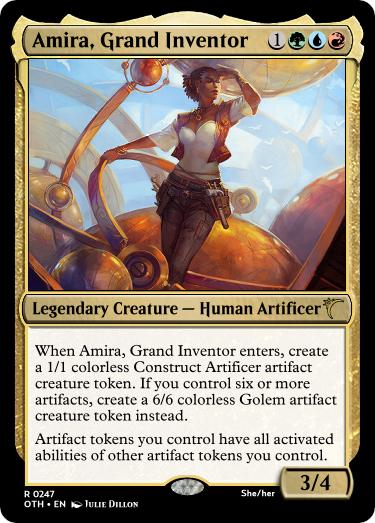 Amira, Grand Inventor 1
Legendary Creature — Human Artificer
When Amira, Grand Inventor enters, create
a 1/1 colorless Construct Artificer artifact
creature token. If you control six or more
artifacts, create a 6/6 colorless Golem artifact
creature token instead.
Artifact tokens you control have all activated
abilities of other artifact tokens you control.
3/4
R 0247
OTH • EN Julie Dillon
She/her